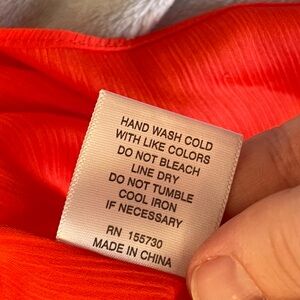 HAND WASH COLD
WITH LIKE COLORS
DO NOT BLEACH
LINE DRY
DO NOT TUMBLE
COOL IRON
IF NECESSARY
RN 155730
MADE IN CHINA